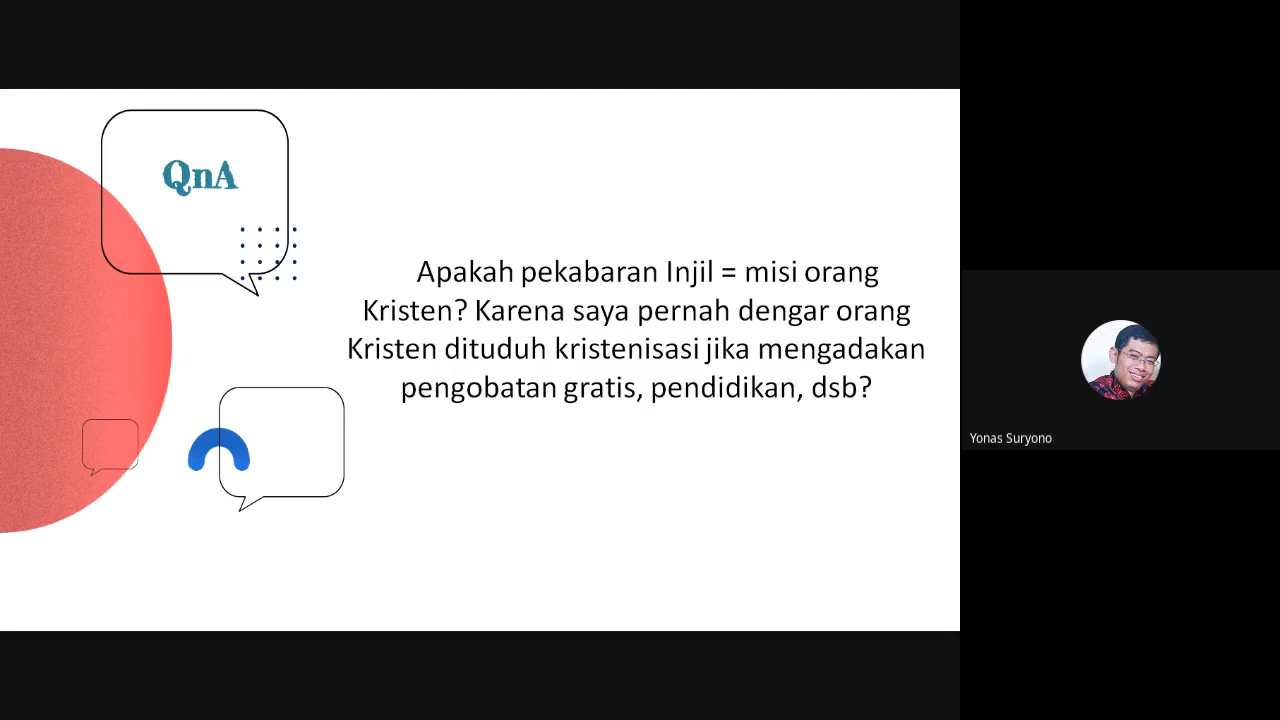 QnA
Apakah pekabaran Injil = misi orang
Kristen? Karena saya pernah dengar orang
Kristen dituduh kristenisasi jika mengadakan
pengobatan gratis, pendidikan, dsb?
Yonas Suryono